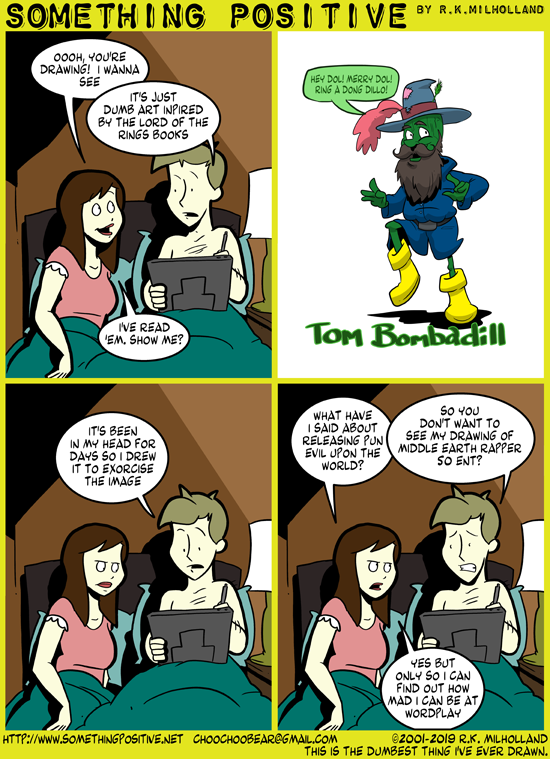 SOMETHING POSITIVE BY R.K.MILHOLLAND
OOOH, YOU'RE
DRAWING! I WANNA
SEE
IT'S JUST
DUMB ART INPIRED
BY THE LORD OF THE
RINGS BOOKS
I'VE READ
'EM. SHOW ME?
HEY DOL! MERRY DOL!
RING A DONG DILLO!
Tom Bombadill
IT'S BEEN
IN MY HEAD FOR
DAYS SO I DREW
IT TO EXORCISE
THE IMAGE
WHAT HAVE
I SAID ABOUT
RELEASING PUN
EVIL UPON THE
WORLD?
SO YOU
DON'T WANT TO
SEE MY DRAWING OF
MIDDLE EARTH RAPPER
SO ENT?
YES BUT
ONLY SO I CAN
FIND OUT HOW
MAD I CAN BE AT
WORDPLAY
HTTP://WWW.SOMETHINGPOSITIVE.NET CHOOCHOOBEAR@GMAIL.COM ©2001-2019 R.K. MILHOLLAND
THIS IS THE DUMBEST THING I'VE EVER DRAWN.